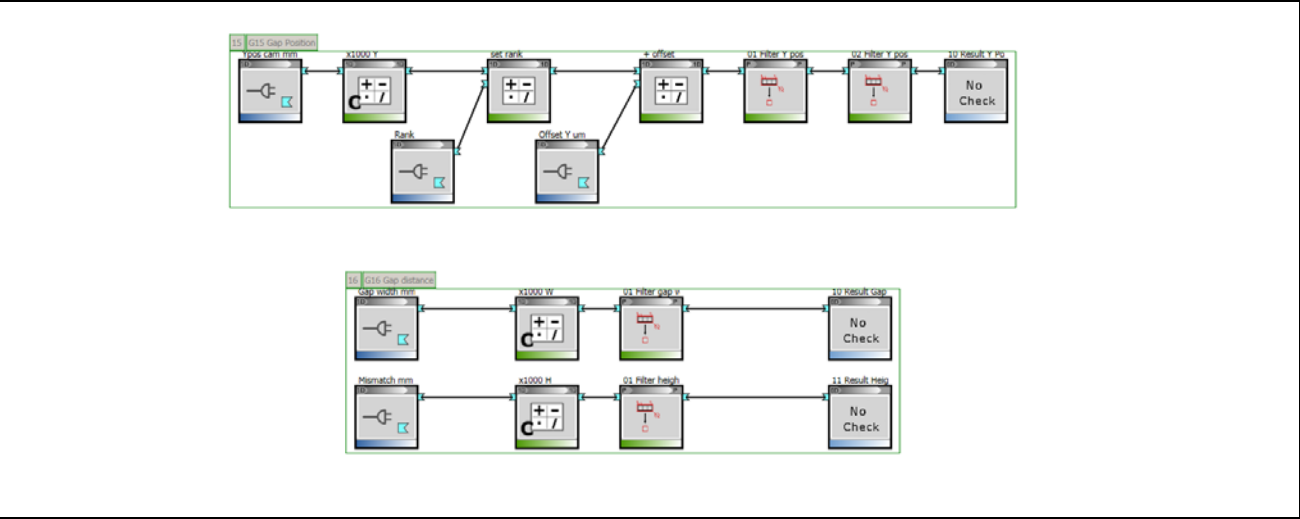 15 G15 Gap Position
Ypos cam mm
x1000 Y
set rank
+ offset
01 Filter Y pos
02 Filter Y pos
10 Result Y Po
C
No
Check
Rank
Offset Y um
16 G16 Gap distance
Gap width mm
x1000 W
01 Filter gap w
10 Result Gap
C
No
Check
Mismatch mm
x1000 H
01 Filter heigh
11 Result Heig
C
No
Check